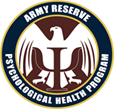 ARMY RESERVE
PSYCHOLOGICAL HEALTH PROGRAM